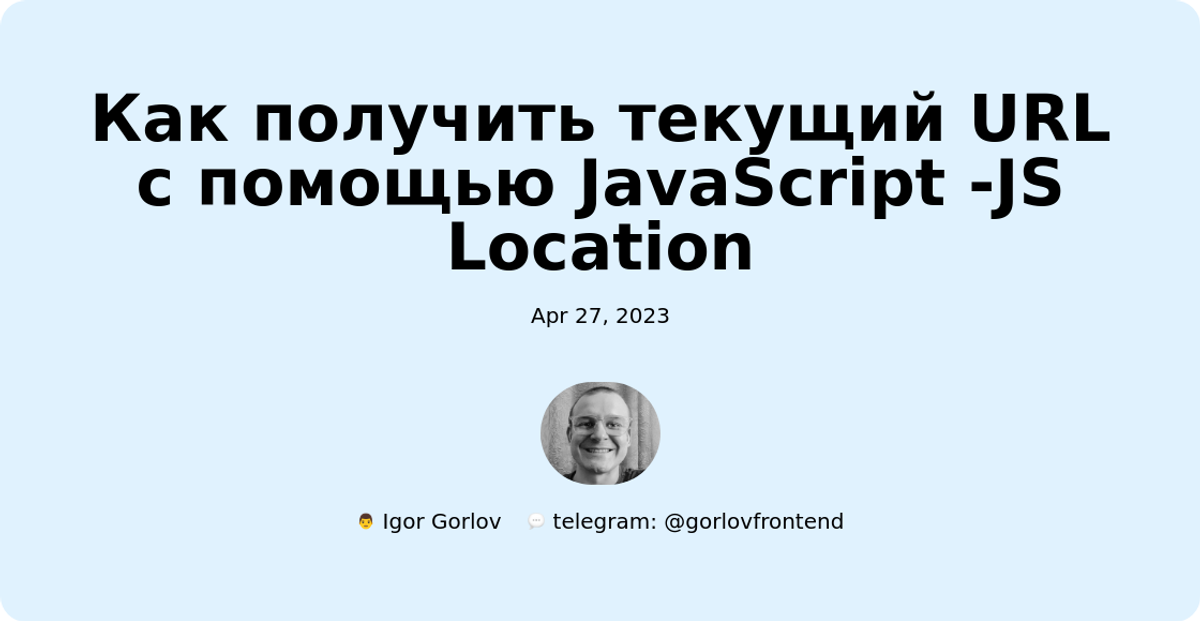 Как получить текущий URL
с помощью JavaScript -JS
Location
Apr 27, 2023
👨 Igor Gorlov 💬 telegram: @gorlovfrontend